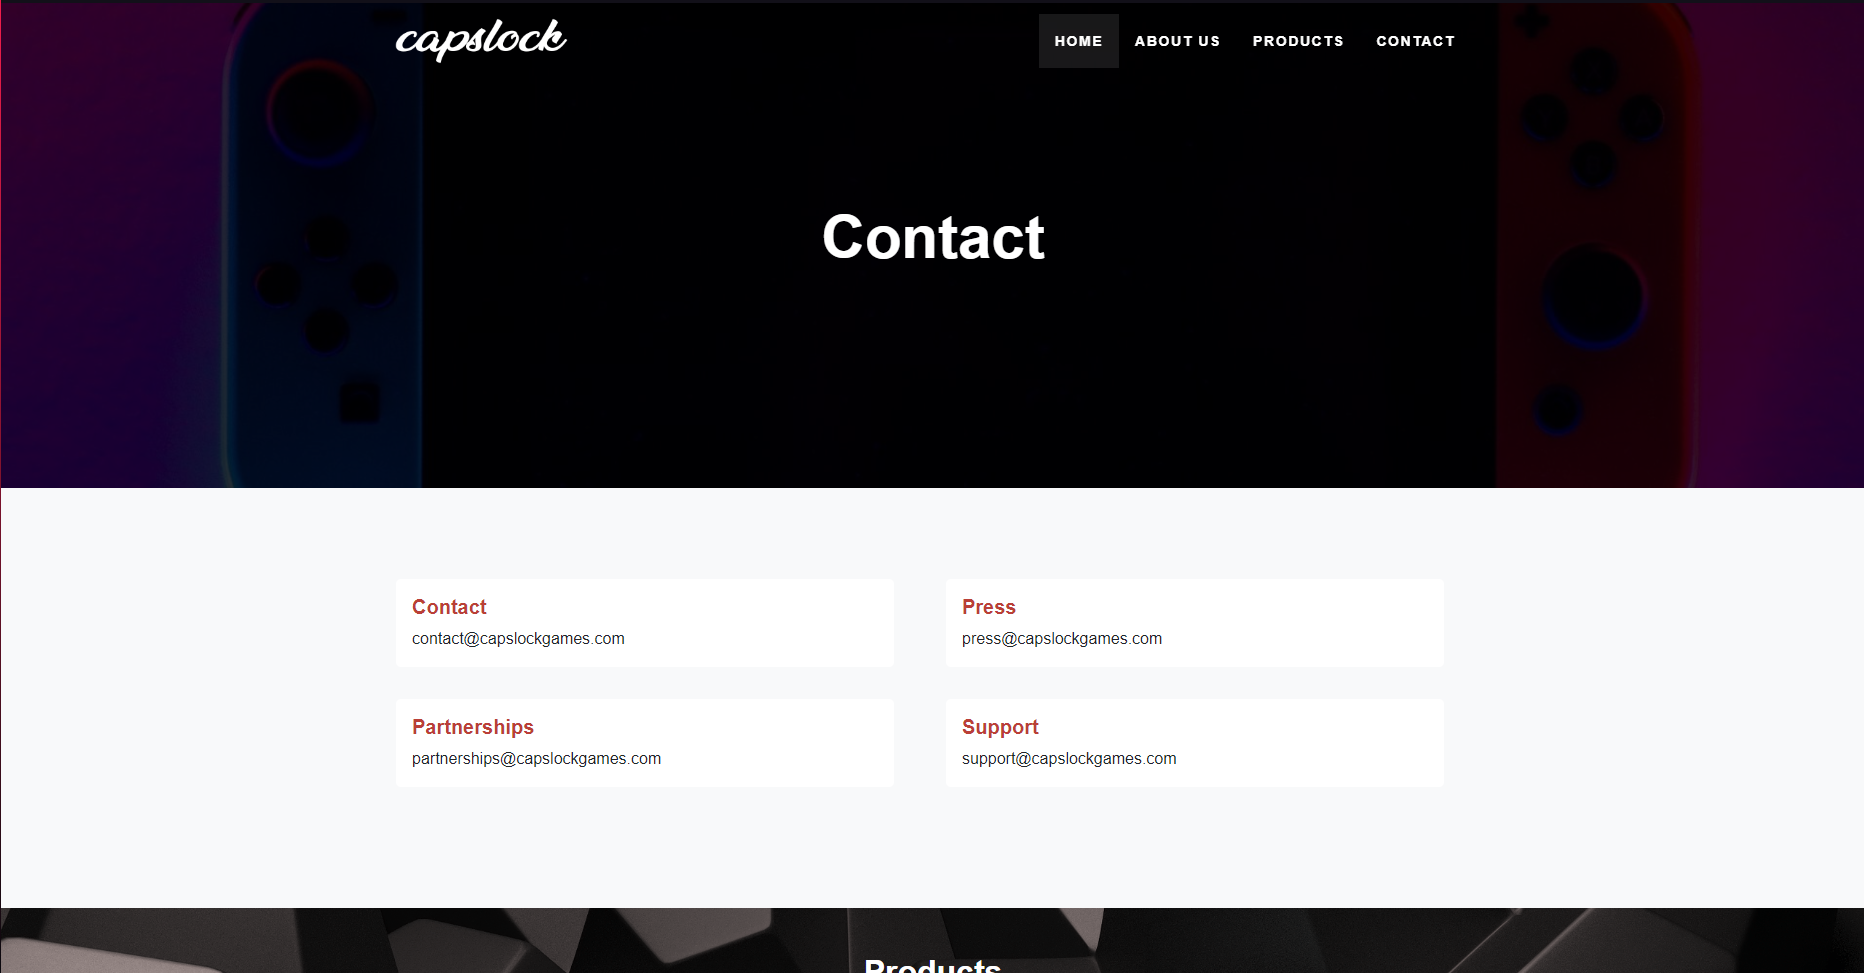 capslock
HOME ABOUT US PRODUCTS CONTACT
Contact
Contact
contact@capslockgames.com
Press
press@capslockgames.com
Partnerships
partnerships@capslockgames.com
Support
support@capslockgames.com
Products